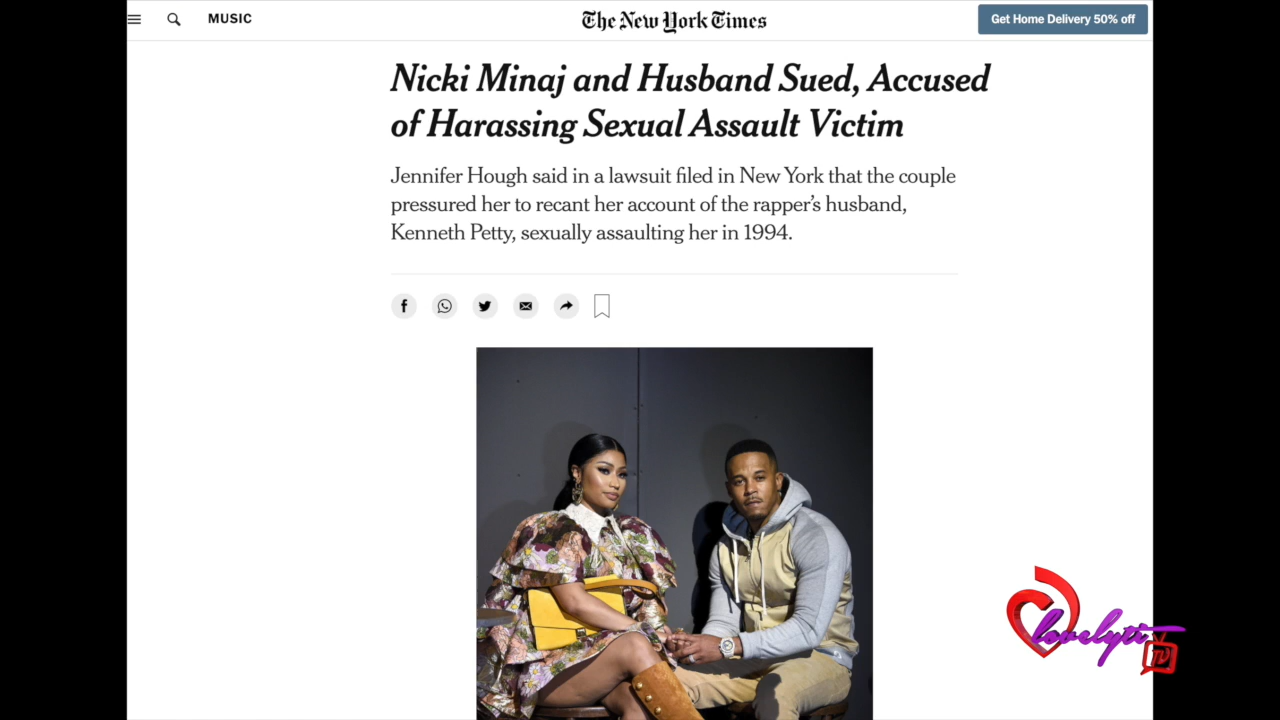 MUSIC
The New York Times
Get Home Delivery 50% off
Nicki Minaj and Husband Sued, Accused
of Harassing Sexual Assault Victim
Jennifer Hough said in a lawsuit filed in New York that the couple
pressured her to recant her account of the rapper’s husband,
Kenneth Petty, sexually assaulting her in 1994.
lovelyti
TV